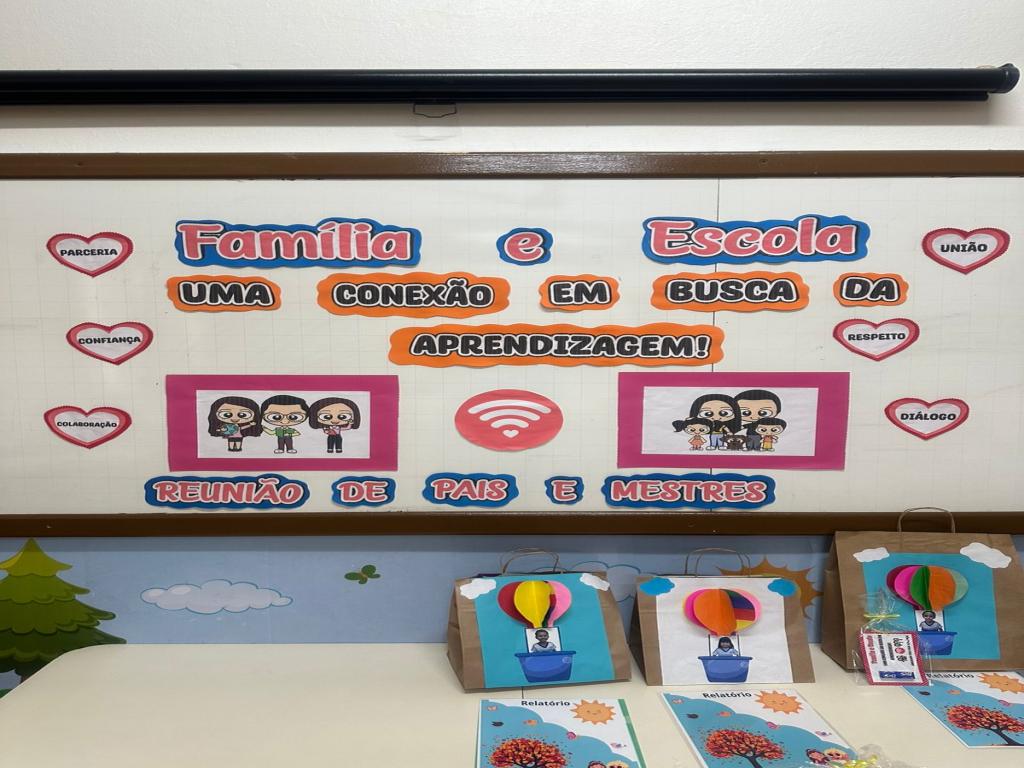 Família e Escola
UMA CONEXÃO EM BUSCA DA
APRENDIZAGEM!
PARCERIA
CONFIANÇA
COLABORAÇÃO
UNIÃO
RESPEITO
DIÁLOGO
REUNIÃO DE PAIS E MESTRES
Relatório
Relatório
Relatório